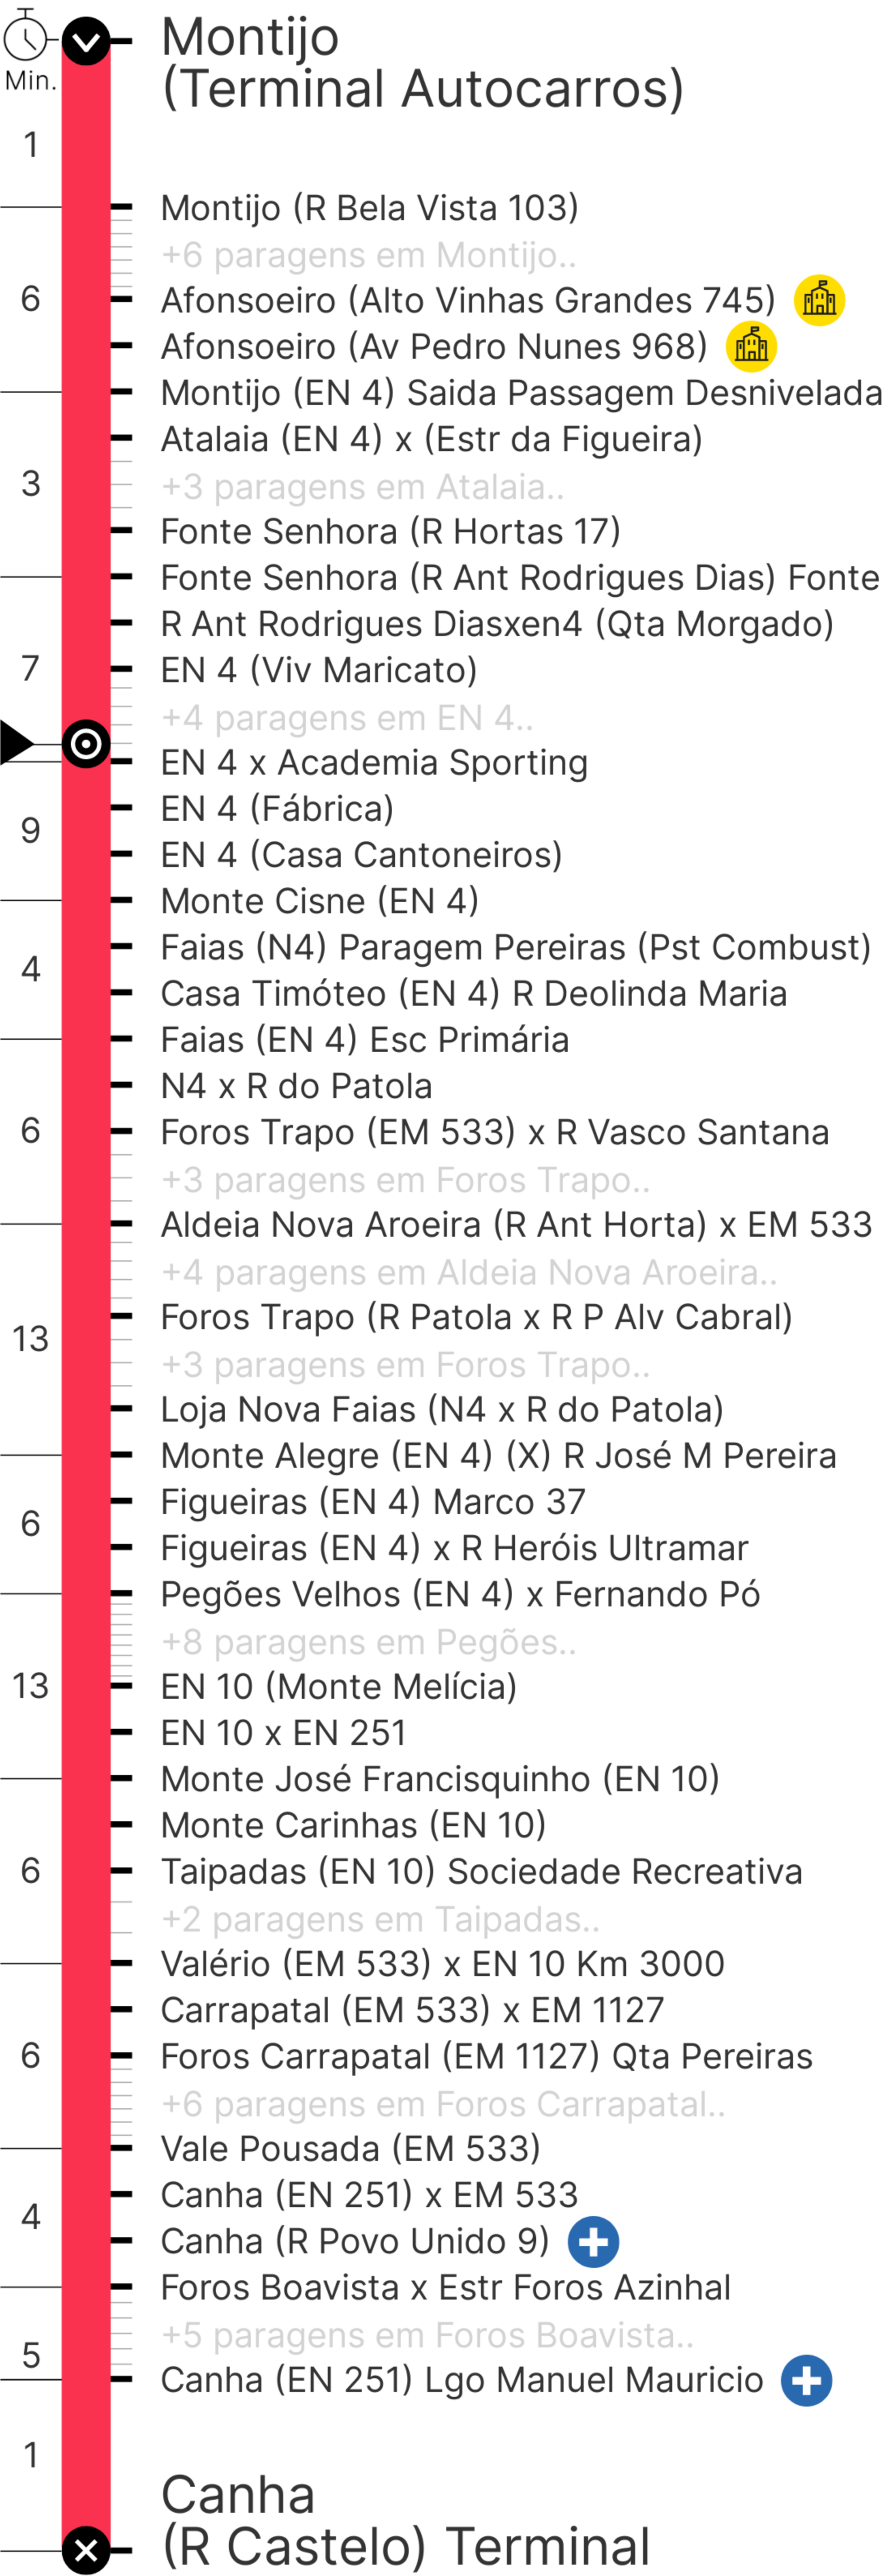 Montijo
(Terminal Autocarros)
Min.
1
Montijo (R Bela Vista 103)
+6 paragens em Montijo..
6
Afonsoeiro (Alto Vinhas Grandes 745)
Afonsoeiro (Av Pedro Nunes 968)
Montijo (EN 4) Saida Passagem Desnivelada
Atalaia (EN 4) x (Estr da Figueira)
3
+3 paragens em Atalaia..
Fonte Senhora (R Hortas 17)
Fonte Senhora (R Ant Rodrigues Dias) Fonte
R Ant Rodrigues Diasxen4 (Qta Morgado)
7
EN 4 (Viv Maricato)
+4 paragens em EN 4..
EN 4 x Academia Sporting
EN 4 (Fábrica)
9
EN 4 (Casa Cantoneiros)
Monte Cisne (EN 4)
Faias (N4) Paragem Pereiras (Pst Combust)
4
Casa Timóteo (EN 4) R Deolinda Maria
Faias (EN 4) Esc Primária
N4 x R do Patola
6
Foros Trapo (EM 533) x R Vasco Santana
+3 paragens em Foros Trapo..
Aldeia Nova Aroeira (R Ant Horta) x EM 533
+4 paragens em Aldeia Nova Aroeira..
Foros Trapo (R Patola x R P Alv Cabral)
13
+3 paragens em Foros Trapo..
Loja Nova Faias (N4 x R do Patola)
Monte Alegre (EN 4) (X) R José M Pereira
Figueiras (EN 4) Marco 37
6
Figueiras (EN 4) x R Heróis Ultramar
Pegões Velhos (EN 4) x Fernando Pó
+8 paragens em Pegões..
13
EN 10 (Monte Melícia)
EN 10 x EN 251
Monte José Francisquinho (EN 10)
Monte Carinhas (EN 10)
6
Taipadas (EN 10) Sociedade Recreativa
+2 paragens em Taipadas..
Valério (EM 533) x EN 10 Km 3000
Carrapatal (EM 533) x EM 1127
6
Foros Carrapatal (EM 1127) Qta Pereiras
+6 paragens em Foros Carrapatal..
Vale Pousada (EM 533)
Canha (EN 251) x EM 533
4
Canha (R Povo Unido 9)
Foros Boavista x Estr Foros Azinhal
+5 paragens em Foros Boavista..
5
Canha (EN 251) Lgo Manuel Mauricio
1
Canha
(R Castelo) Terminal